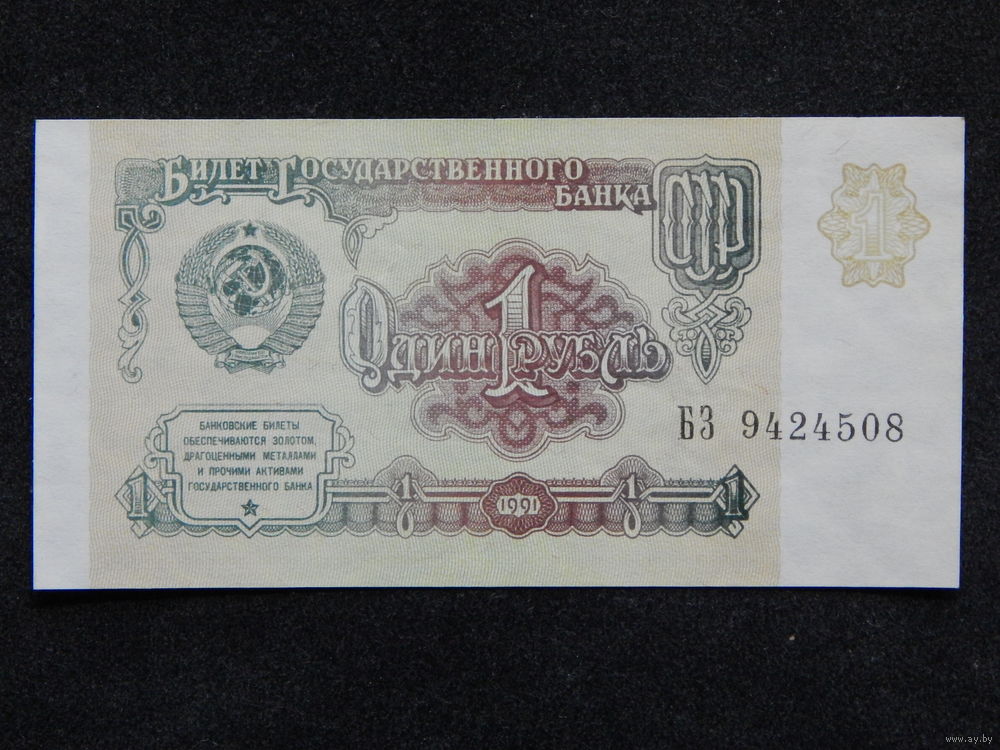 Билет Государственного
Банка
СССР
1
Один 1 Рубль
БАНКОВСКИЕ БИЛЕТЫ
ОБЕСПЕЧИВАЮТСЯ ЗОЛОТОМ,
ДРАГОЦЕННЫМИ МЕТАЛЛАМИ
И ПРОЧИМИ АКТИВАМИ
ГОСУДАРСТВЕННОГО БАНКА
БЗ 9424508
1 1 1991 1 1
www.ay.by